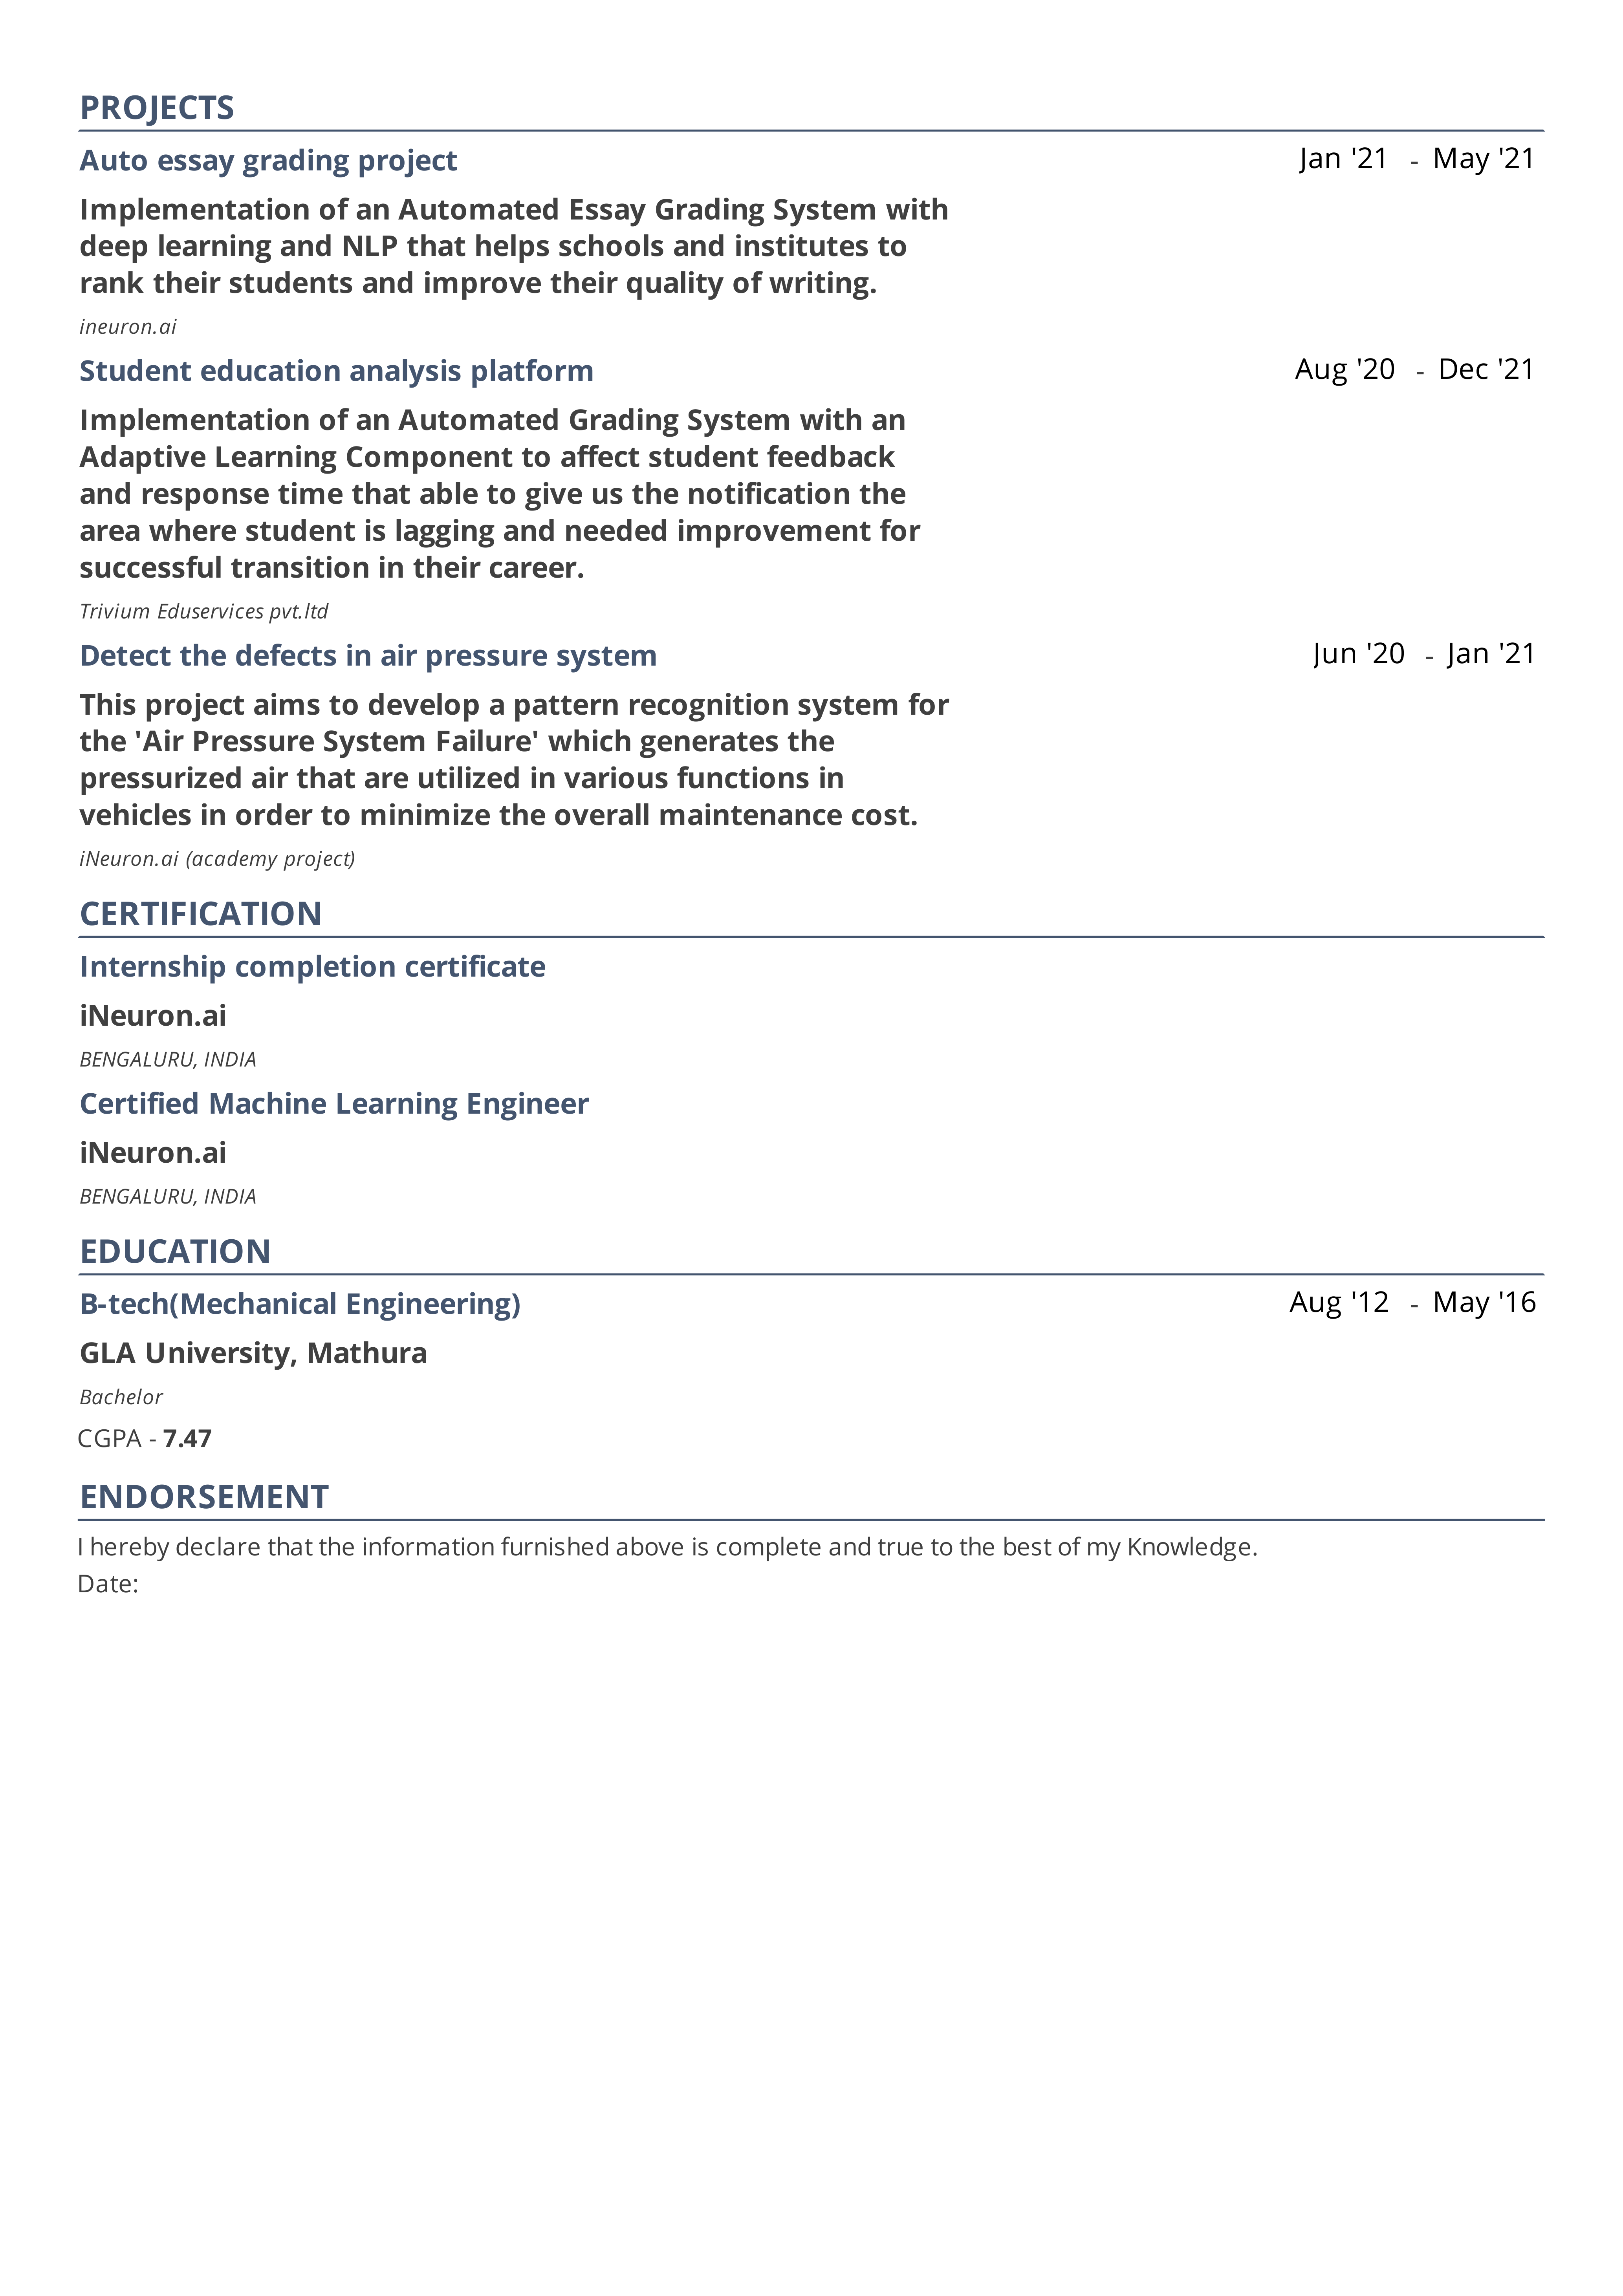 PROJECTS
Auto essay grading project Jan '21 - May '21
Implementation of an Automated Essay Grading System with
deep learning and NLP that helps schools and institutes to
rank their students and improve their quality of writing.
ineuron.ai
Student education analysis platform Aug '20 - Dec '21
Implementation of an Automated Grading System with an
Adaptive Learning Component to affect student feedback
and response time that able to give us the notification the
area where student is lagging and needed improvement for
successful transition in their career.
Trivium Eduservices pvt.ltd
Detect the defects in air pressure system Jun '20 - Jan '21
This project aims to develop a pattern recognition system for
the 'Air Pressure System Failure' which generates the
pressurized air that are utilized in various functions in
vehicles in order to minimize the overall maintenance cost.
iNeuron.ai (academy project)
CERTIFICATION
Internship completion certificate
iNeuron.ai
BENGALURU, INDIA
Certified Machine Learning Engineer
iNeuron.ai
BENGALURU, INDIA
EDUCATION
B-tech(Mechanical Engineering) Aug '12 - May '16
GLA University, Mathura
Bachelor
CGPA - 7.47
ENDORSEMENT
I hereby declare that the information furnished above is complete and true to the best of my Knowledge.
Date: